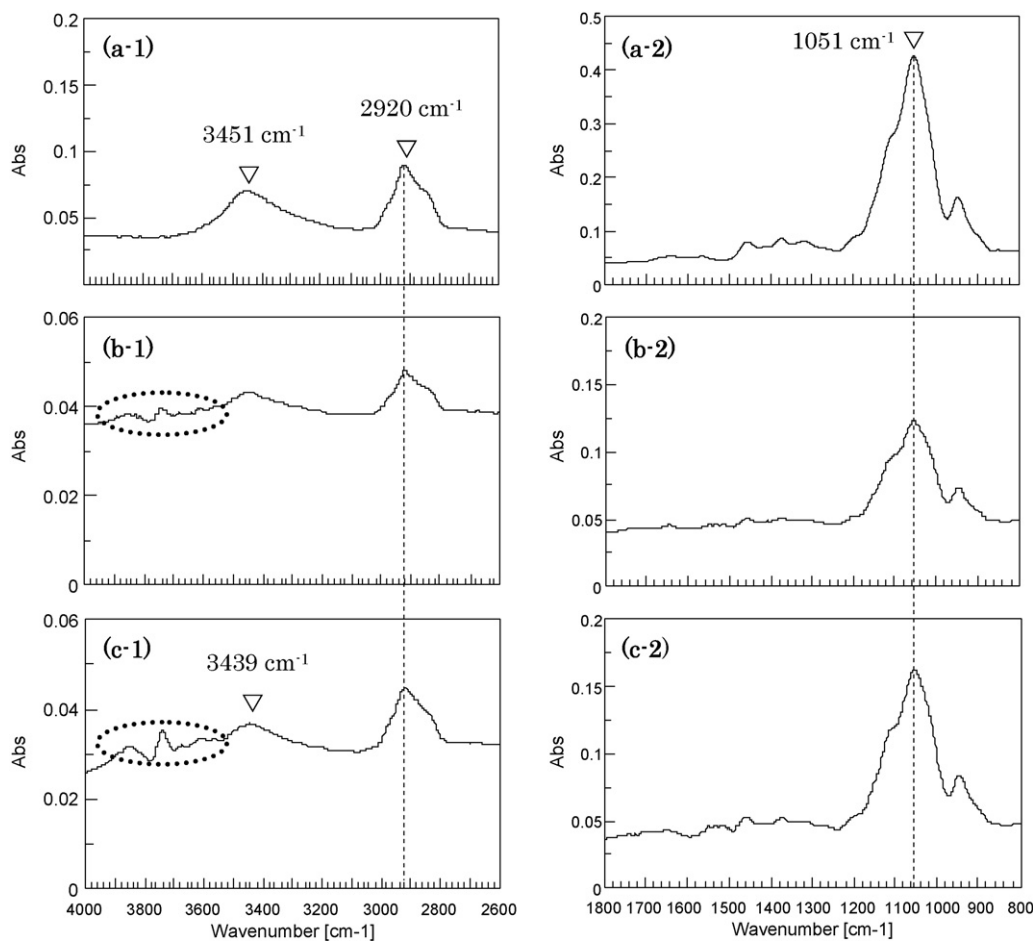 (a-1)
0.2
0.15
0.1
0.05
Abs
3451 cm-1
2920 cm-1
(a-2)
0.5
0.4
0.3
0.2
0.1
0
Abs
1051 cm-1
(b-1)
0.06
0.04
0.02
0
Abs
(b-2)
0.2
0.15
0.1
0.05
0
Abs
(c-1)
0.06
0.04
0.02
0
Abs
3439 cm-1
4000 3800 3600 3400 3200 3000 2800 2600
Wavenumber [cm-1]
(c-2)
0.2
0.15
0.1
0.05
0
Abs
1800 1700 1600 1500 1400 1300 1200 1100 1000 900 800
Wavenumber [cm-1]